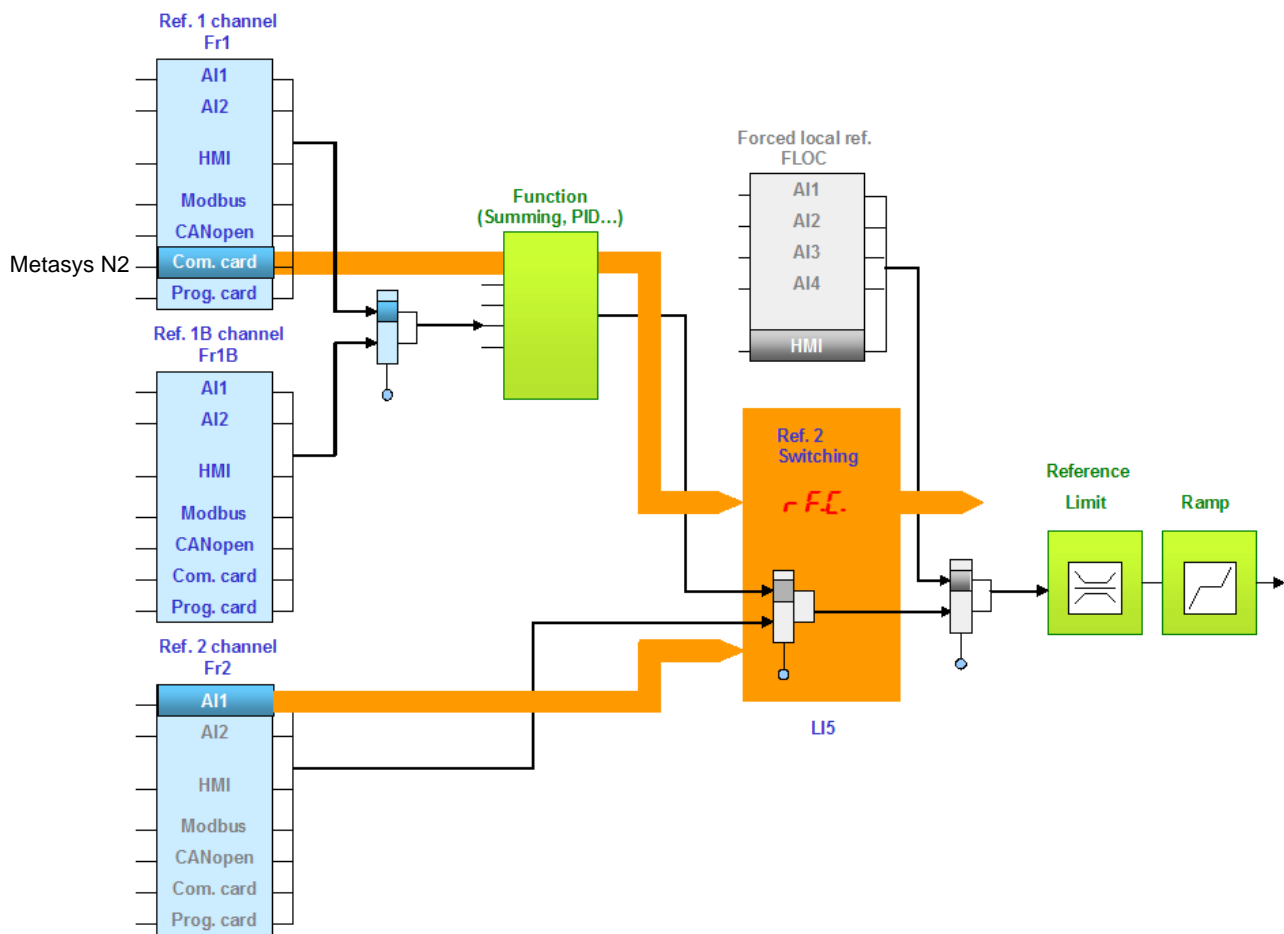 Ref. 1 channel
Fr1
AI1
AI2
HMI
Modbus
CANopen
Metasys N2
Com. card
Prog. card
Ref. 1B channel
Fr1B
AI1
AI2
HMI
Modbus
CANopen
Com. card
Prog. card
Ref. 2 channel
Fr2
AI1
AI2
HMI
Modbus
CANopen
Com. card
Prog. card
Function
(Summing, PID...)
Forced local ref.
FLOC
AI1
AI2
AI3
AI4
HMI
Ref. 2
Switching
rFC.
LI5
Reference
Limit
Ramp